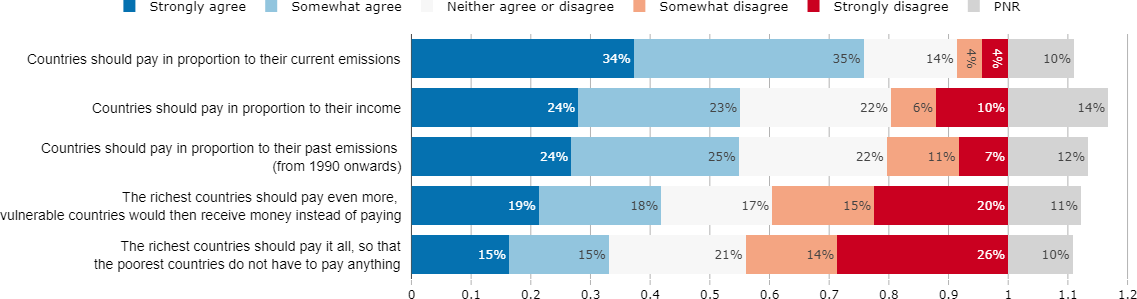 Strongly agree Somewhat agree Neither agree or disagree Somewhat disagree Strongly disagree PNR
Countries should pay in proportion to their current emissions 34% 35% 14% 4% 4% 10%
Countries should pay in proportion to their income 24% 23% 22% 6% 10% 14%
Countries should pay in proportion to their past emissions
(from 1990 onwards) 24% 25% 22% 11% 7% 12%
The richest countries should pay even more,
vulnerable countries would then receive money instead of paying 19% 18% 17% 15% 20% 11%
The richest countries should pay it all, so that
the poorest countries do not have to pay anything 15% 15% 21% 14% 26% 10%
0 0.1 0.2 0.3 0.4 0.5 0.6 0.7 0.8 0.9 1 1.1 1.2